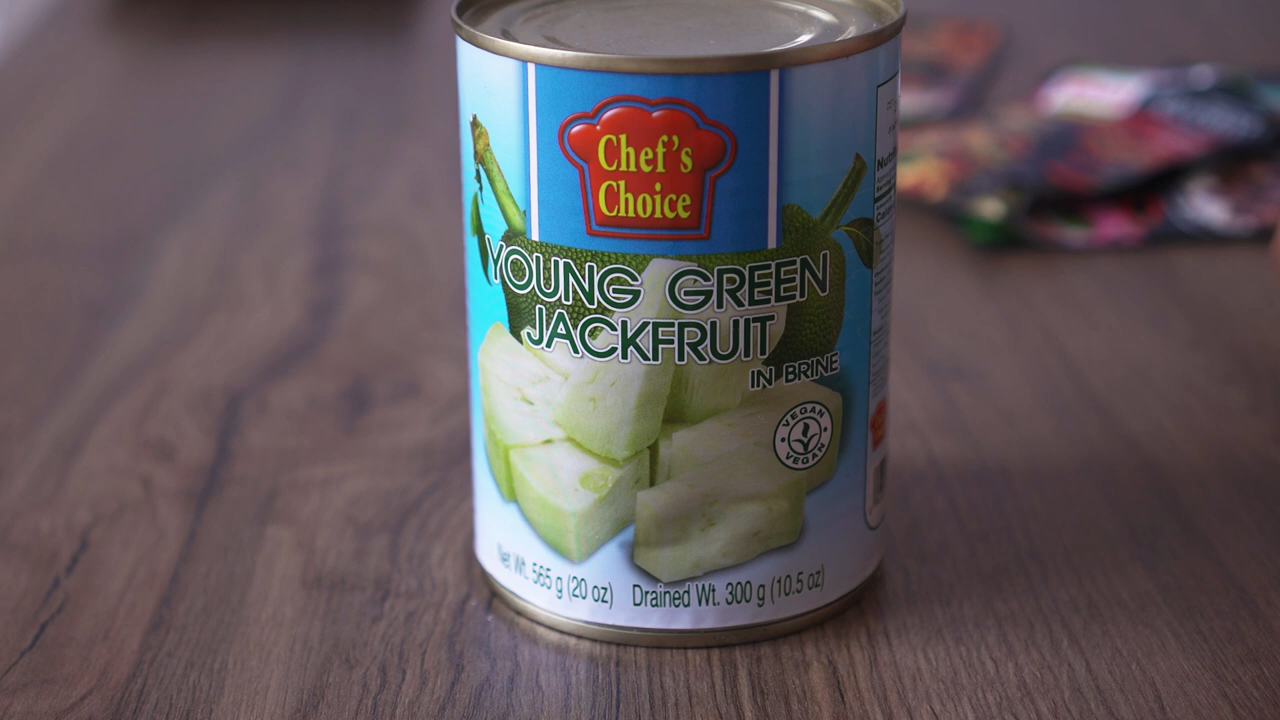 Chef's
Choice
YOUNG GREEN
JACKFRUIT
IN BRINE
VEGAN
VEGAN
Net Wt. 565 g (20 oz) Drained Wt. 300 g (10.5 oz)